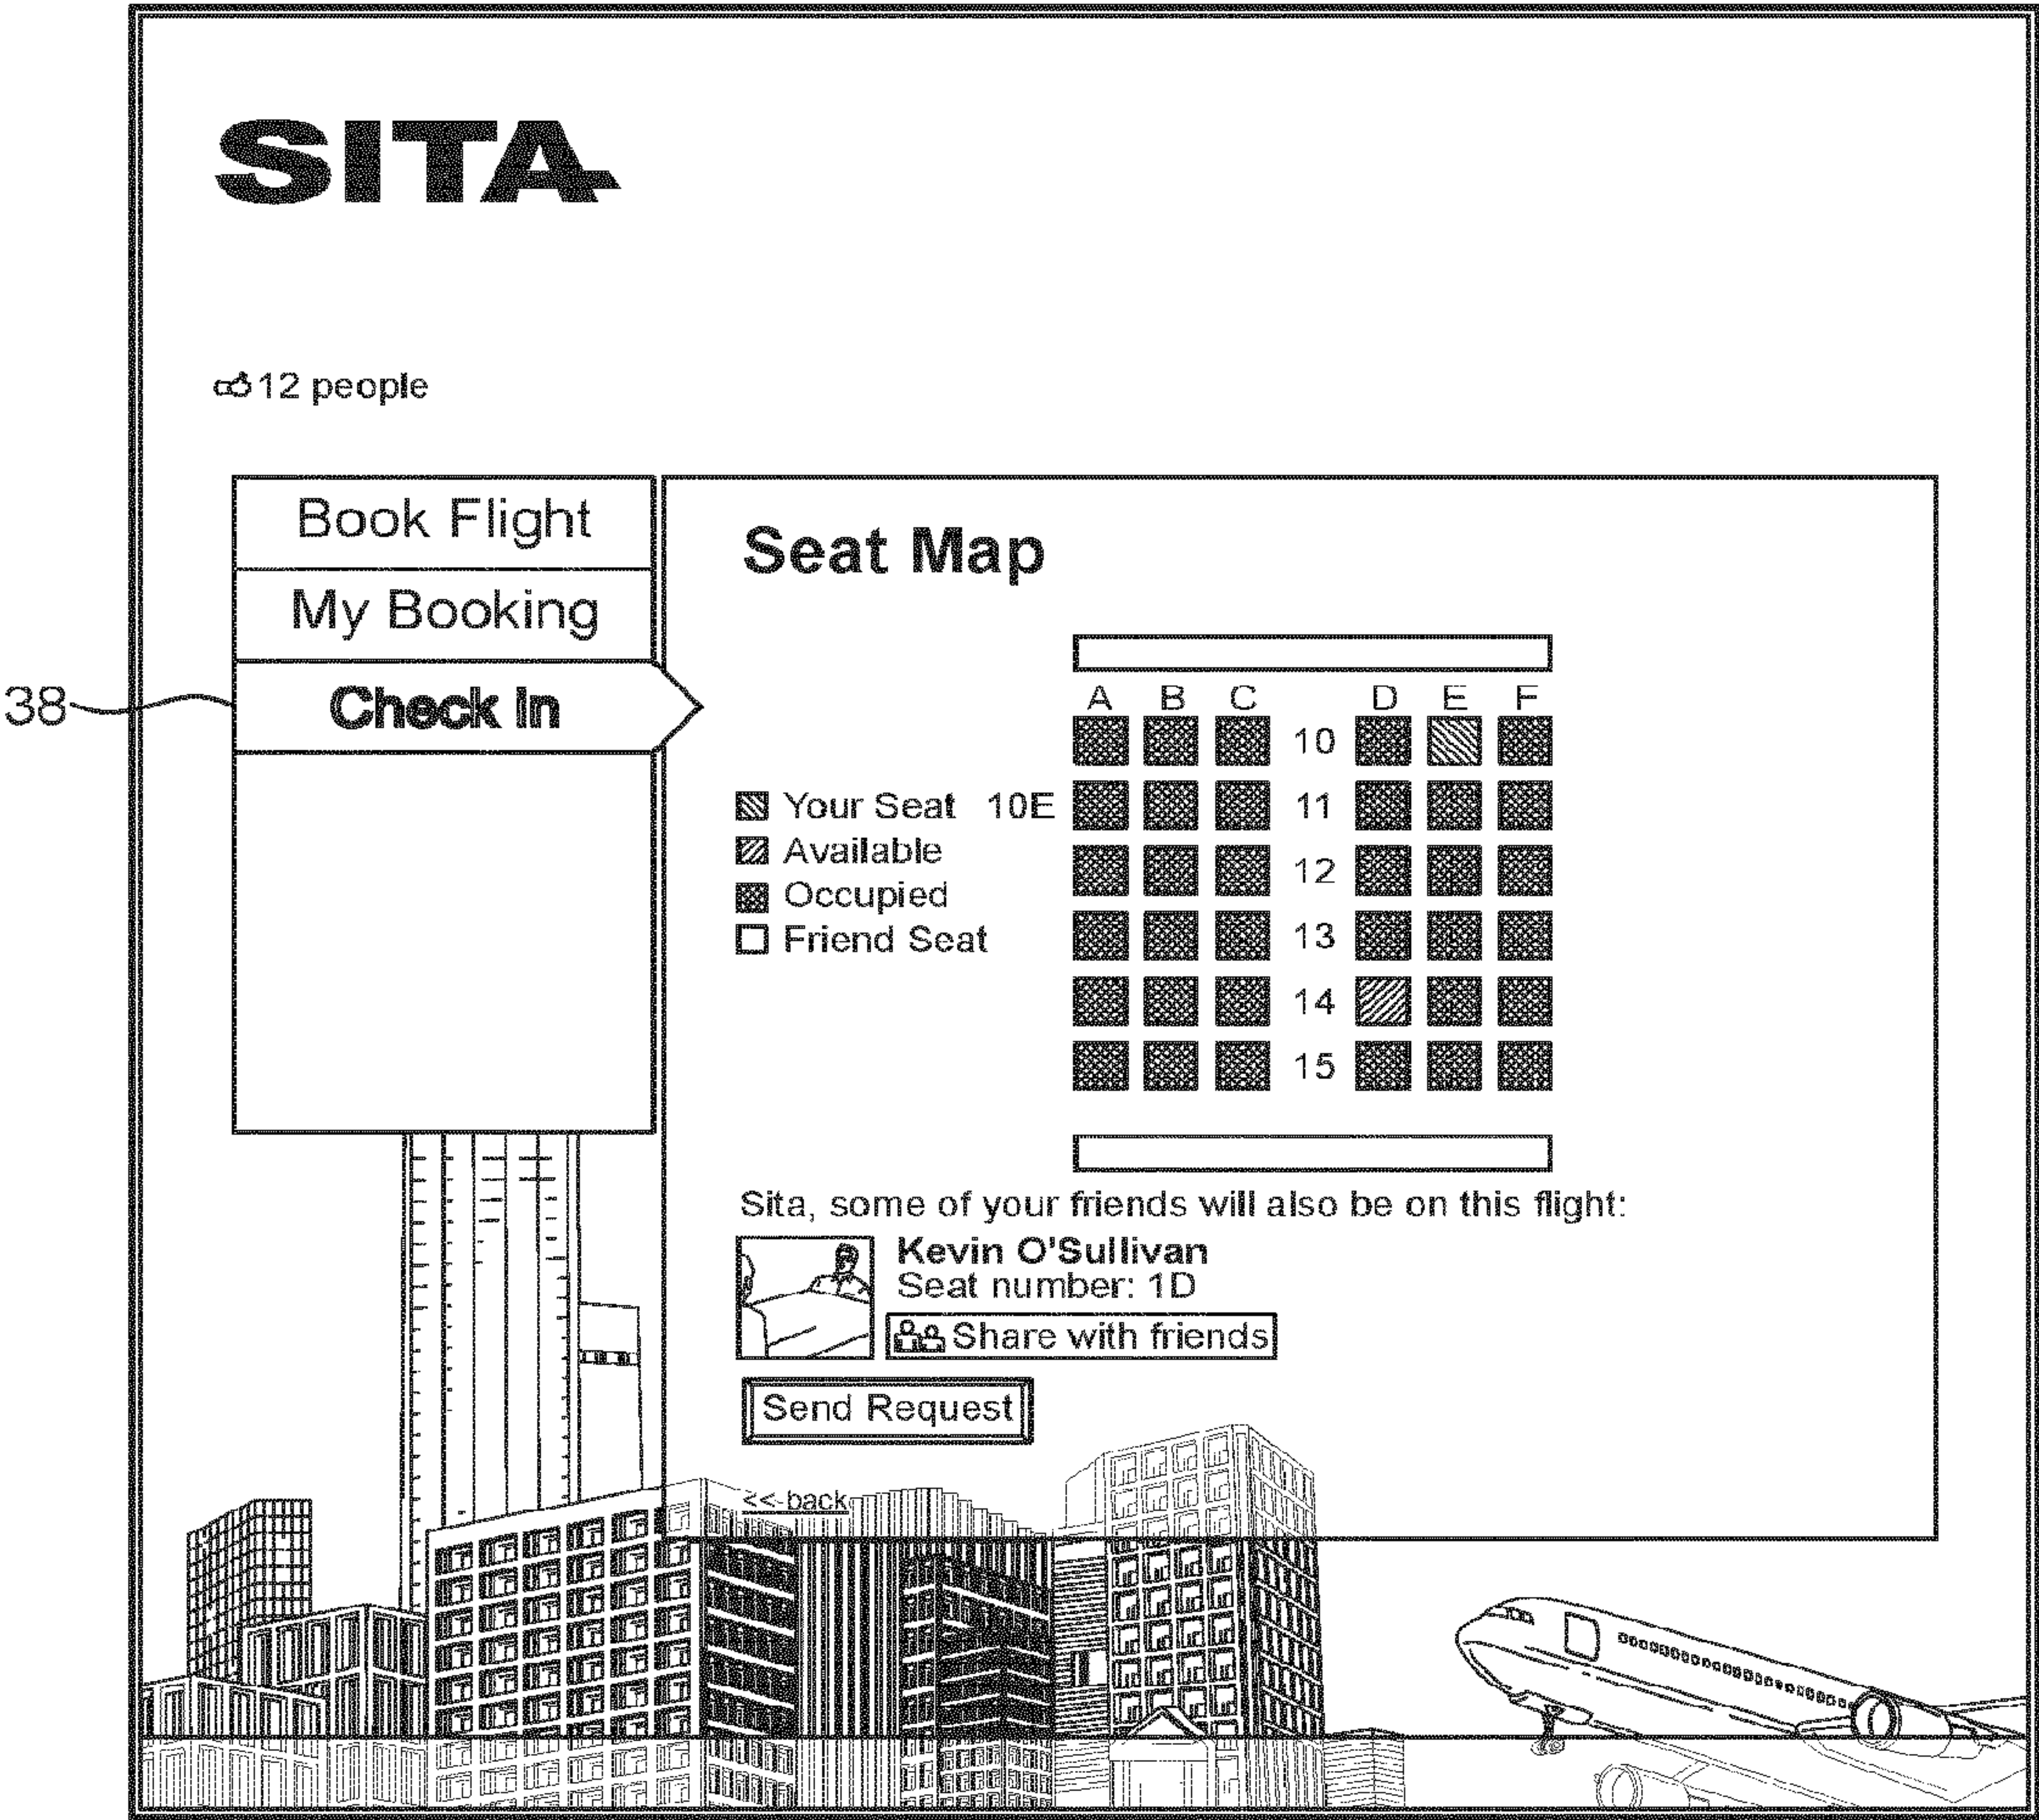 SITA
12 people
Book Flight
My Booking
38
Check In
Seat Map
A B C D E F
10
Your Seat 10E
11
Available
12
Occupied
Friend Seat
13
14
15
Sita, some of your friends will also be on this flight:
Kevin O'Sullivan
Seat number: 1D
Share with friends
Send Request
<< back